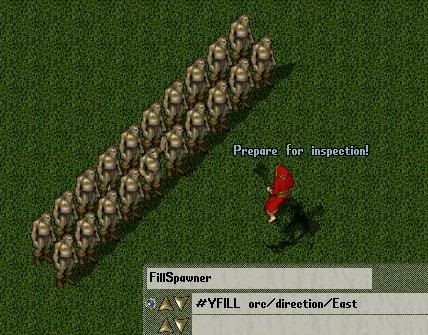 Prepare for inspection!
FillSpawner
#YFILL orc/direction/East